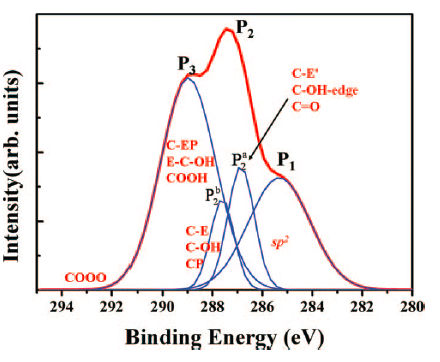 P₂
P₃
C-E'
C-OH-edge
C=O
C-EP
E-C-OH
COOH
P₂ᵃ
P₁
P₂ᵇ
C-E
C-OH
CP
sp²
COOO
294 292 290 288 286 284 282 280
Binding Energy (eV)
Intensity(arb. units)